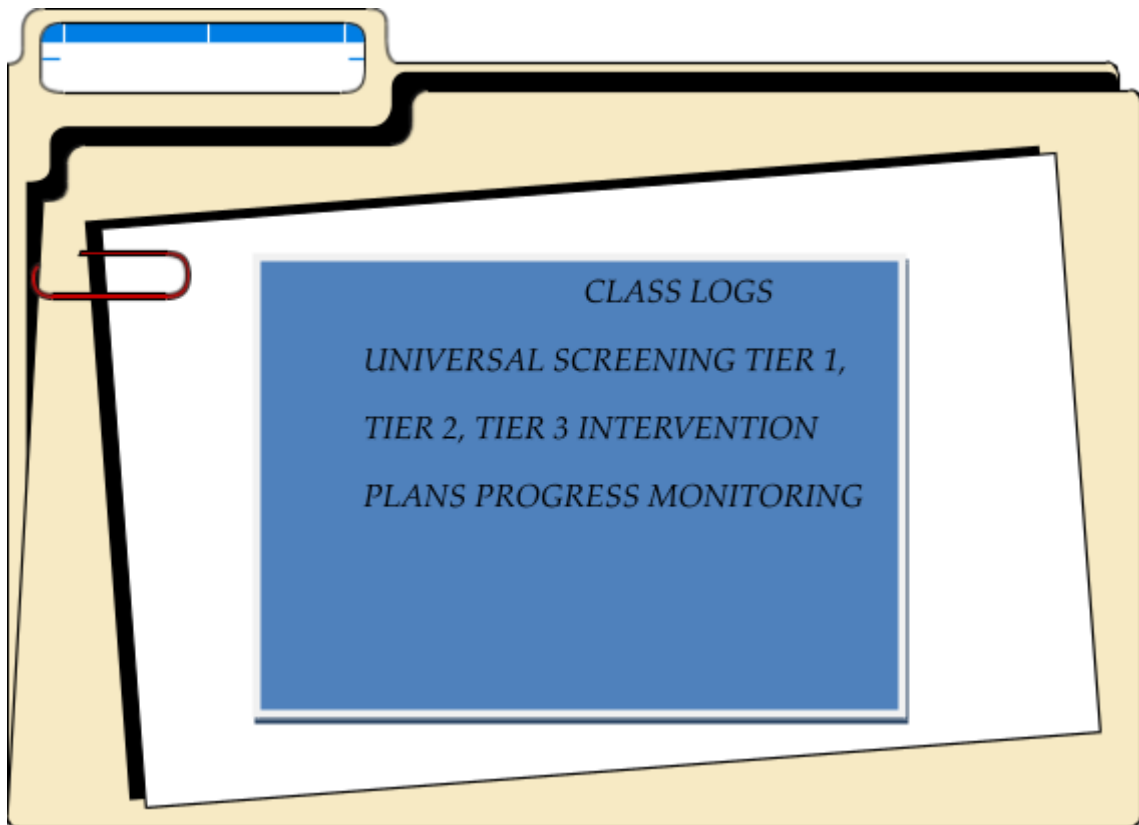 CLASS LOGS
UNIVERSAL SCREENING TIER 1,
TIER 2, TIER 3 INTERVENTION
PLANS PROGRESS MONITORING